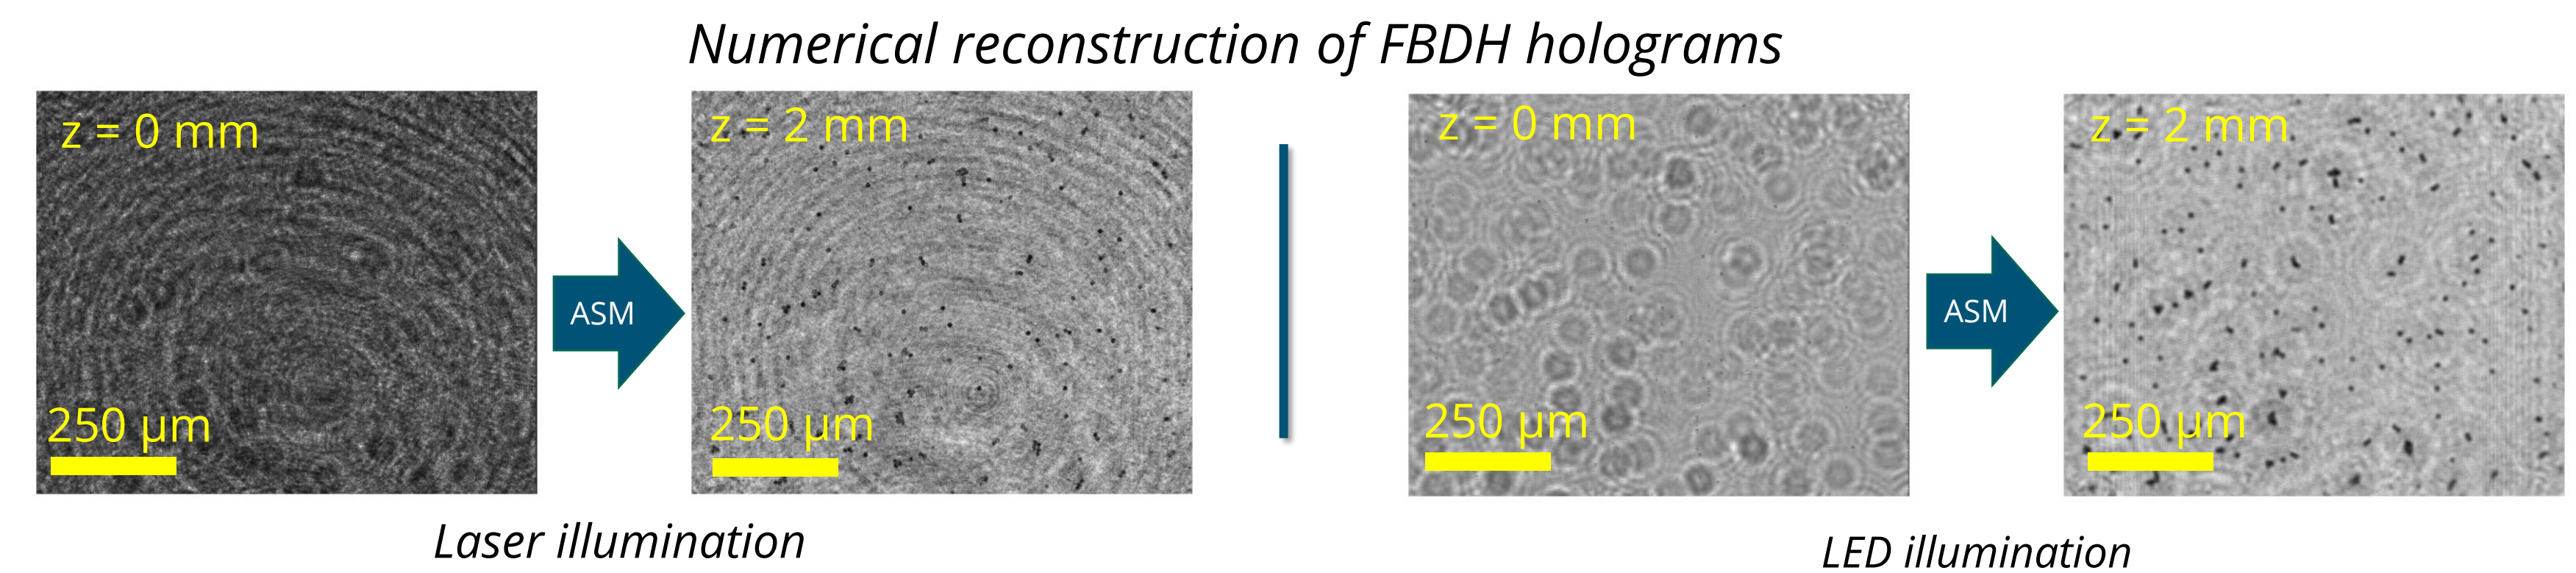 Numerical reconstruction of FBDH holograms
z = 0 mm
250 µm
ASM
z = 2 mm
250 µm
Laser illumination
z = 0 mm
250 µm
ASM
z = 2 mm
250 µm
LED illumination